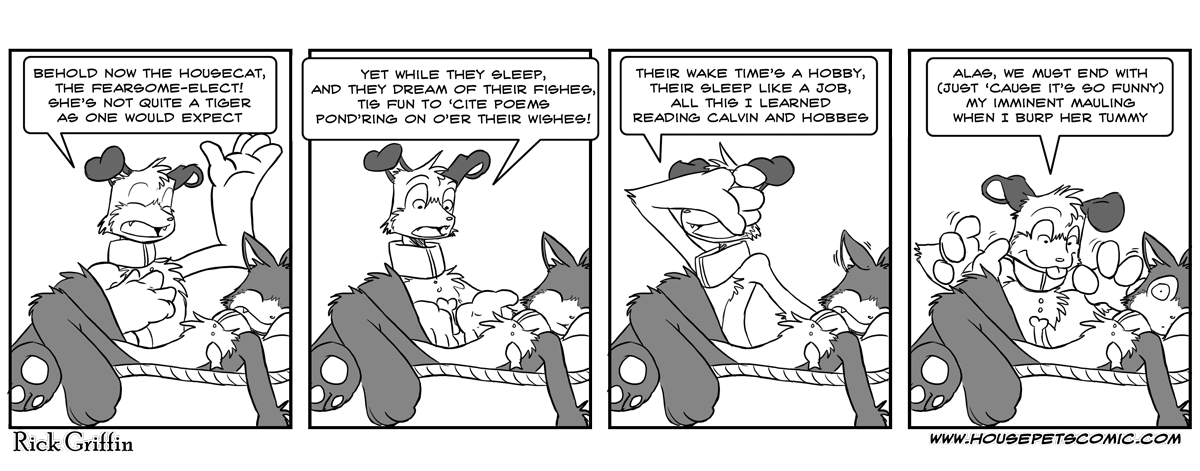 BEHOLD NOW THE HOUSECAT,
THE FEARSOME-ELECT!
SHE'S NOT QUITE A TIGER
AS ONE WOULD EXPECT
YET WHILE THEY SLEEP,
AND THEY DREAM OF THEIR FISHES,
TIS FUN TO 'CITE POEMS
POND'RING ON O'ER THEIR WISHES!
THEIR WAKE TIME'S A HOBBY,
THEIR SLEEP LIKE A JOB,
ALL THIS I LEARNED
READING CALVIN AND HOBBES
ALAS, WE MUST END WITH
(JUST 'CAUSE IT'S SO FUNNY)
MY IMMINENT MAULING
WHEN I BURP HER TUMMY
Rick Griffin
WWW.HOUSEPETSCOMIC.COM